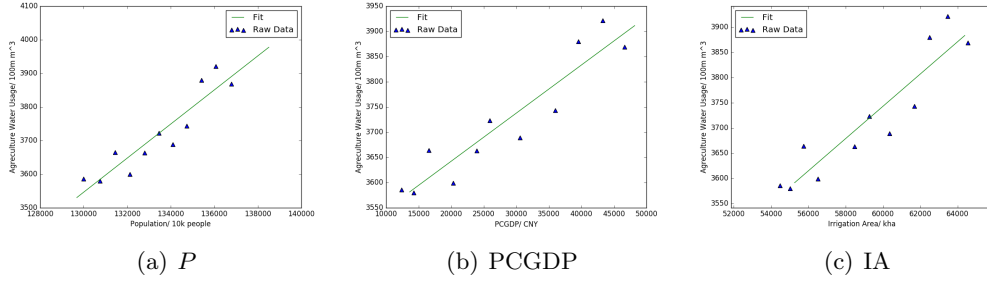 4100
4000
3900
3800
3700
3600
3500
128000 130000 132000 134000 136000 138000 140000
Agreculture Water Usage/ 100m m^3
Population/ 10k people
Fit
Raw Data
(a) P
3950
3900
3850
3800
3750
3700
3650
3600
3550
10000 15000 20000 25000 30000 35000 40000 45000 50000
Agreculture Water Usage/ 100m m^3
PCGDP/ CNY
Fit
Raw Data
(b) PCGDP
3900
3850
3800
3750
3700
3650
3600
3550
52000 54000 56000 58000 60000 62000 64000
Agreculture Water Usage/ 100m m^3
Irrigation Area/ kha
Fit
Raw Data
(c) IA